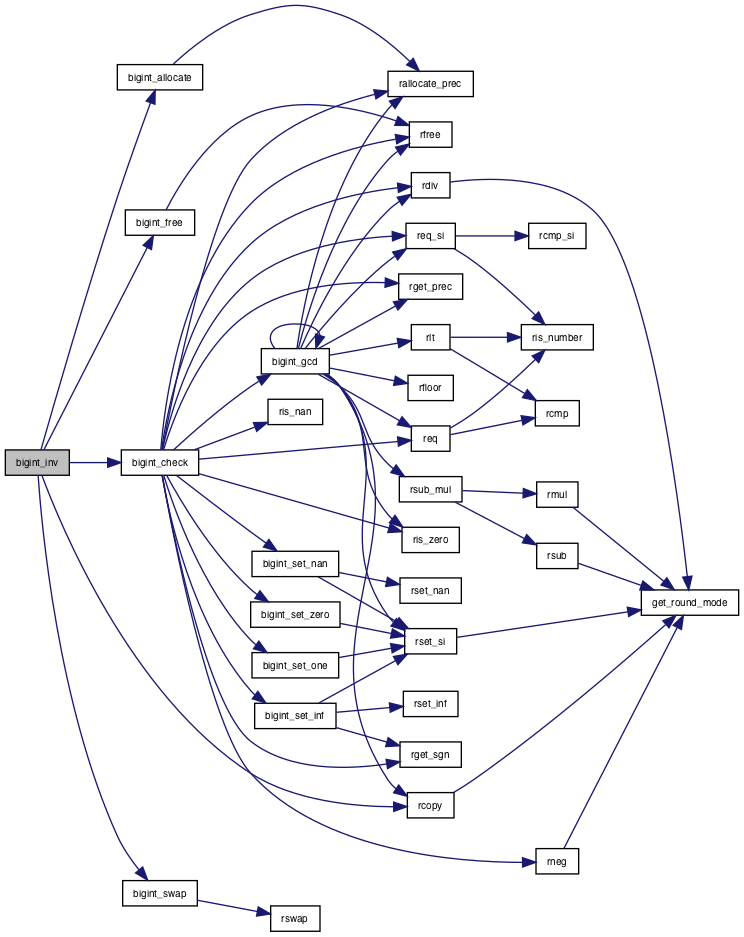 bigint_allocate
rallocate_prec
rfree
rdiv
bigint_free
req_si
rcmp_si
rget_prec
rlt
ris_number
bigint_gcd
rfloor
ris_nan
rcmp
req
bigint_inv
bigint_check
rsub_mul
rmul
ris_zero
rsub
bigint_set_nan
rset_nan
get_round_mode
bigint_set_zero
rset_si
bigint_set_one
rset_inf
bigint_set_inf
rget_sgn
rcopy
rneg
bigint_swap
rswap